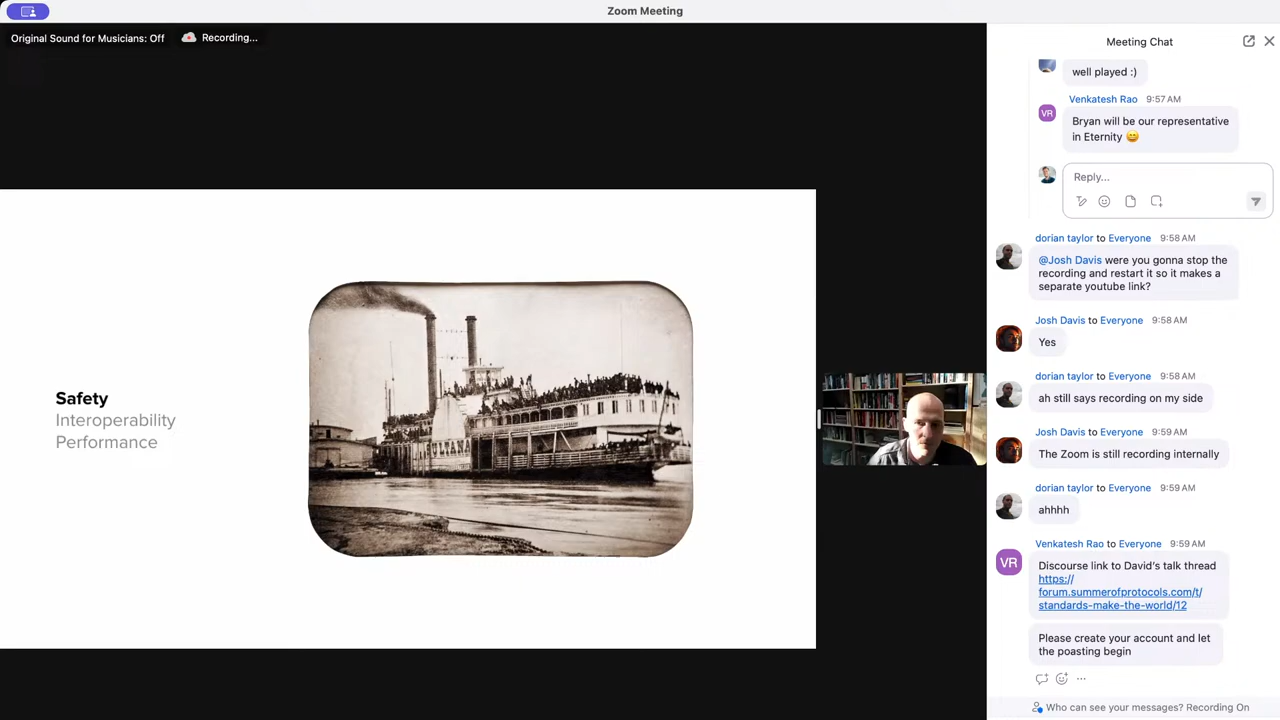 Zoom Meeting
Original Sound for Musicians: Off
Recording...
Safety
Interoperability
Performance
Meeting Chat
well played :)
Venkatesh Rao 9:57 AM
VR
Bryan will be our representative
in Eternity 😄
Reply...
dorian taylor to Everyone 9:58 AM
@Josh Davis were you gonna stop the
recording and restart it so it makes a
separate youtube link?
Josh Davis to Everyone 9:58 AM
Yes
dorian taylor to Everyone 9:58 AM
ah still says recording on my side
Josh Davis to Everyone 9:59 AM
The Zoom is still recording internally
dorian taylor to Everyone 9:59 AM
ahhhh
Venkatesh Rao to Everyone 9:59 AM
VR
Discourse link to David's talk thread
https://
forum.summerofprotocols.com/t/
standards-make-the-world/12
Please create your account and let
the poasting begin
Who can see your messages? Recording On